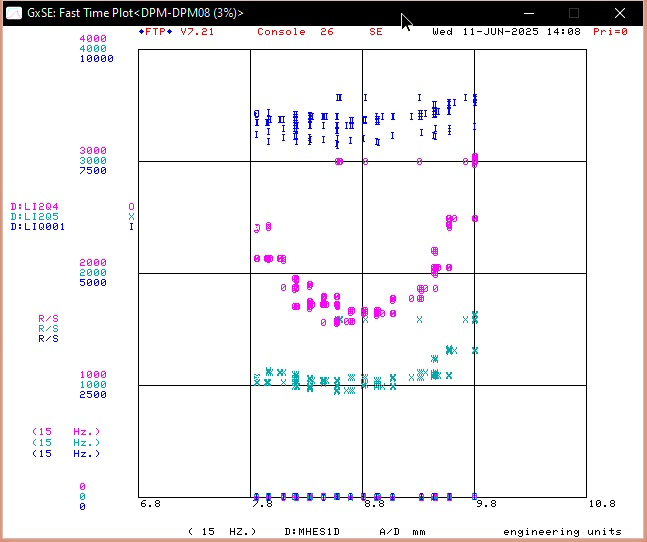 GxSE: Fast Time Plot<DPM-DPM08 (3%)>
♦FTP♦ V7.21 Console 26 SE Wed 11-JUN-2025 14:08 Pri=0
4000
4000
10000
3000
3000
7500
D:LI2Q4 O
D:LI2Q5 X
D:LIQ001 I
2000
2000
5000
R/S
R/S
R/S
1000
1000
2500
(15 Hz.)
(15 Hz.)
(15 Hz.)
0
0
0
6.8 7.8 8.8 9.8 10.8
( 15 HZ.) D:MHES1D A/D mm engineering units